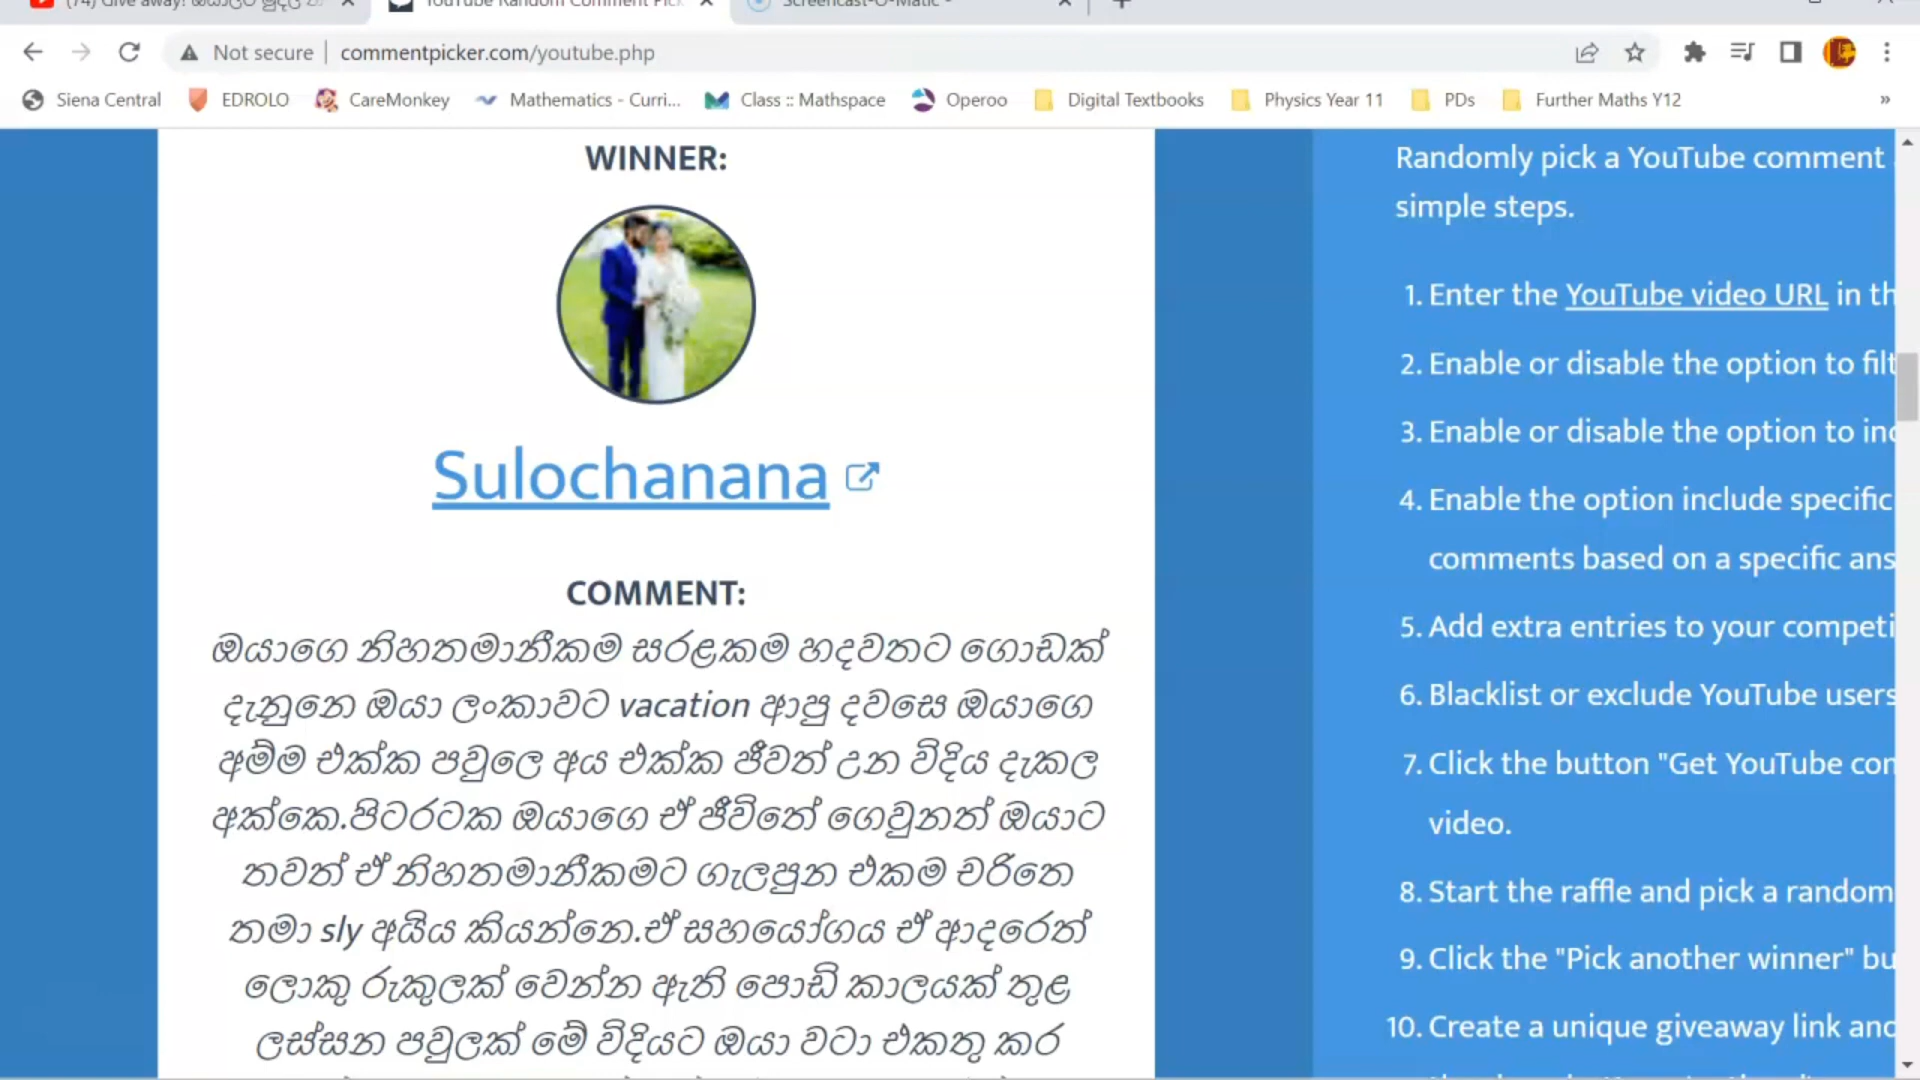 YouTube Random Comment Pick
Not secure | commentpicker.com/youtube.php
Siena Central
EDROLO
CareMonkey
Mathematics - Curri...
Class :: Mathspace
Operoo
Digital Textbooks
Physics Year 11
PDs
Further Maths Y12
»
WINNER:
Sulochanana
COMMENT:
ඔයාගෙ නිහතමානීකම සරළකම හදවතට ගොඩක්
දැනුනෙ ඔයා ලංකාවට vacation ආපු දවසෙ ඔයාගෙ
අම්ම එක්ක පවුලෙ අය එක්ක ජීවත් උන විදිය දැකල
අක්කෙ.පිටරටක ඔයාගෙ ඒ ජීවිතේ ගෙවුනත් ඔයාට
තවත් ඒ නිහතමානීකමට ගැලපුන එකම චරිතෙ
තමා sly අයිය කියන්නෙ.ඒ සහයෝගය ඒ ආදරෙත්
ලොකු රුකුලක් වෙන්න ඇති පොඩි කාලයක් තුළ
ලස්සන පවුලක් මේ විදියට ඔයා වටා එකතු කර
Randomly pick a YouTube comment
simple steps.
1. Enter the YouTube video URL in th
2. Enable or disable the option to filt
3. Enable or disable the option to inc
4. Enable the option include specific
comments based on a specific ans
5. Add extra entries to your competi
6. Blacklist or exclude YouTube users
7. Click the button "Get YouTube con
video.
8. Start the raffle and pick a random
9. Click the "Pick another winner" bu
10. Create a unique giveaway link and